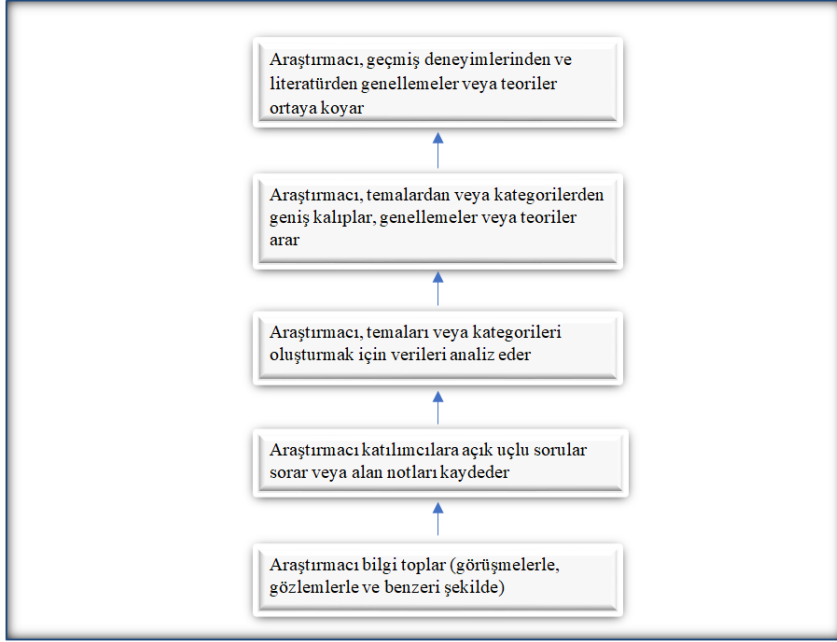 Araştırmacı, geçmiş deneyimlerinden ve
literatürden genellemeler veya teoriler
ortaya koyar
Araştırmacı, temalardan veya kategorilerden
geniş kalıplar, genellemeler veya teoriler
arar
Araştırmacı, temaları veya kategorileri
oluşturmak için verileri analiz eder
Araştırmacı katılımcılara açık uçlu sorular
sorar veya alan notları kaydeder
Araştırmacı bilgi toplar (görüşmelerle,
gözlemlerle ve benzeri şekilde)